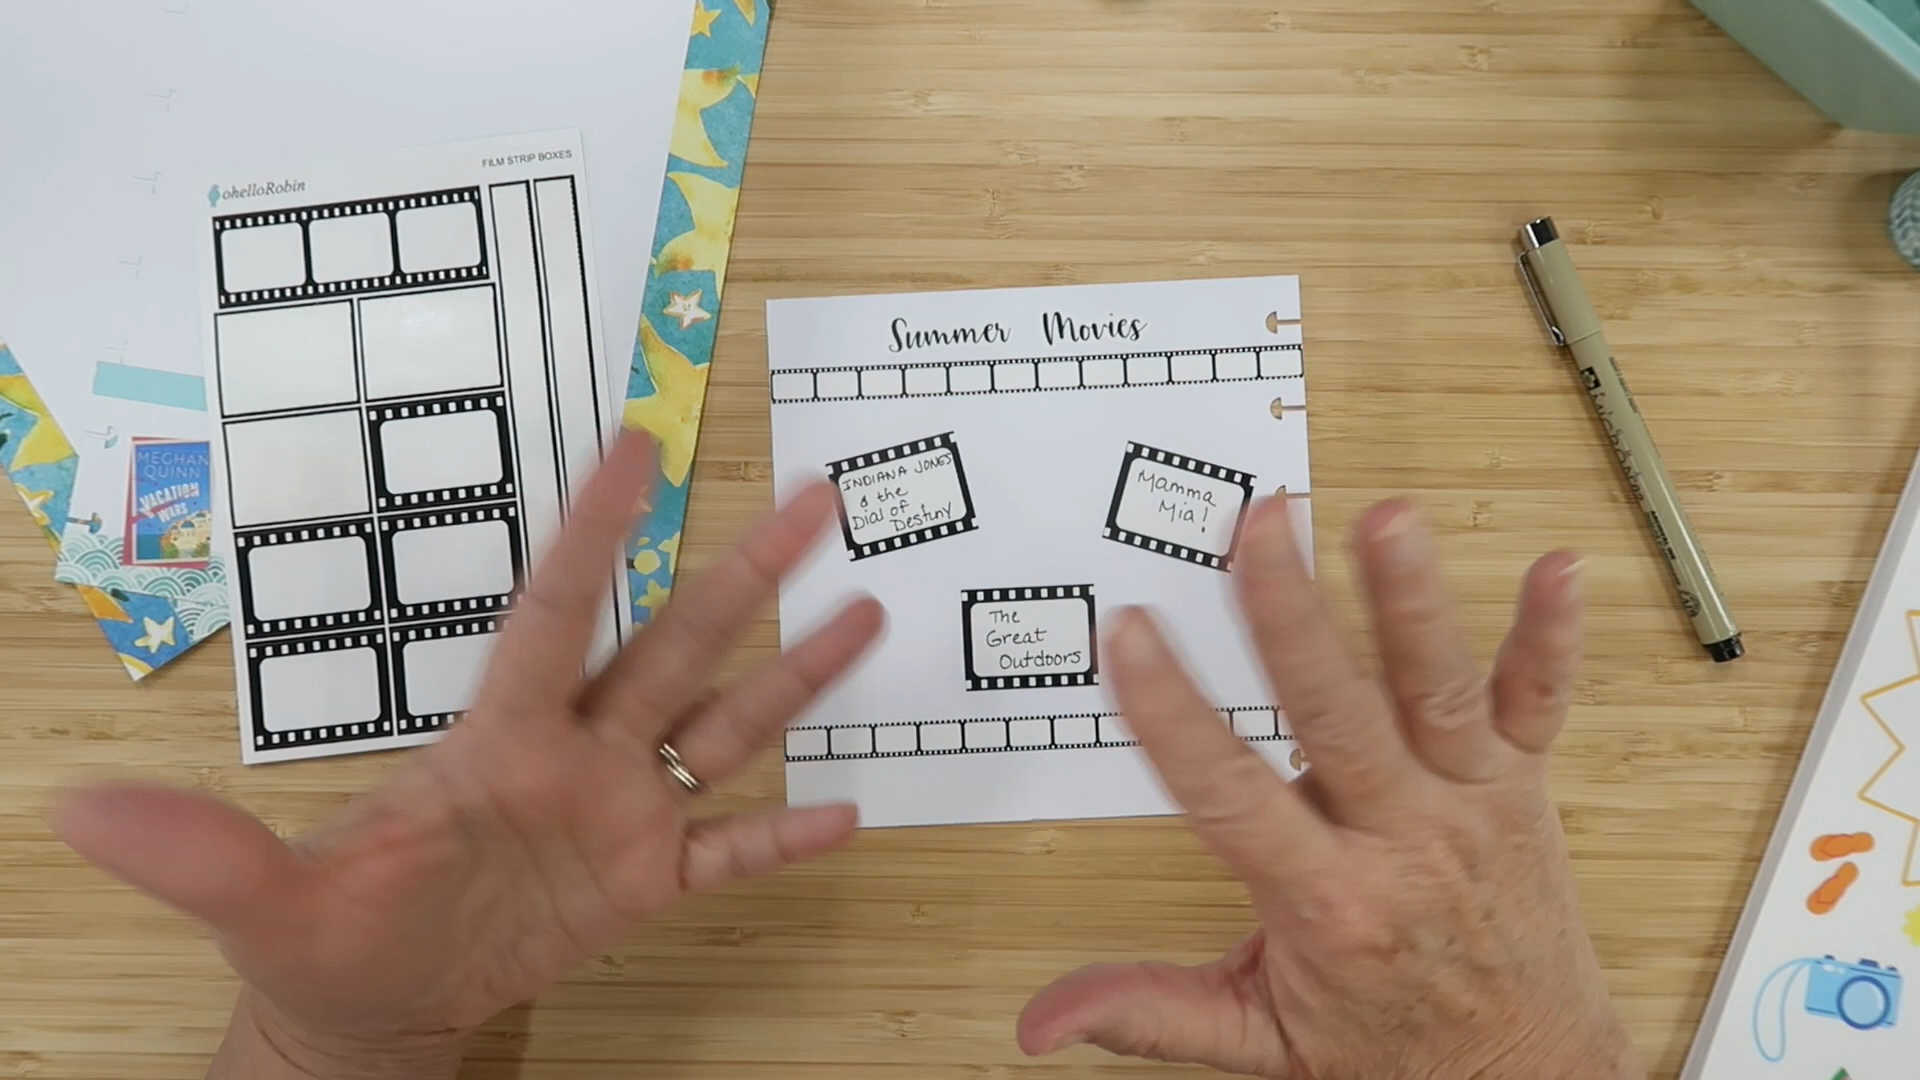 FILM STRIP BOXES
ohelloRobin
Summer Movies
INDIANA JONES
& the
Dial of
Destiny
Mamma
Mia!
The
Great
Outdoors
MEGHAN
QUINN
VACATION
WARS